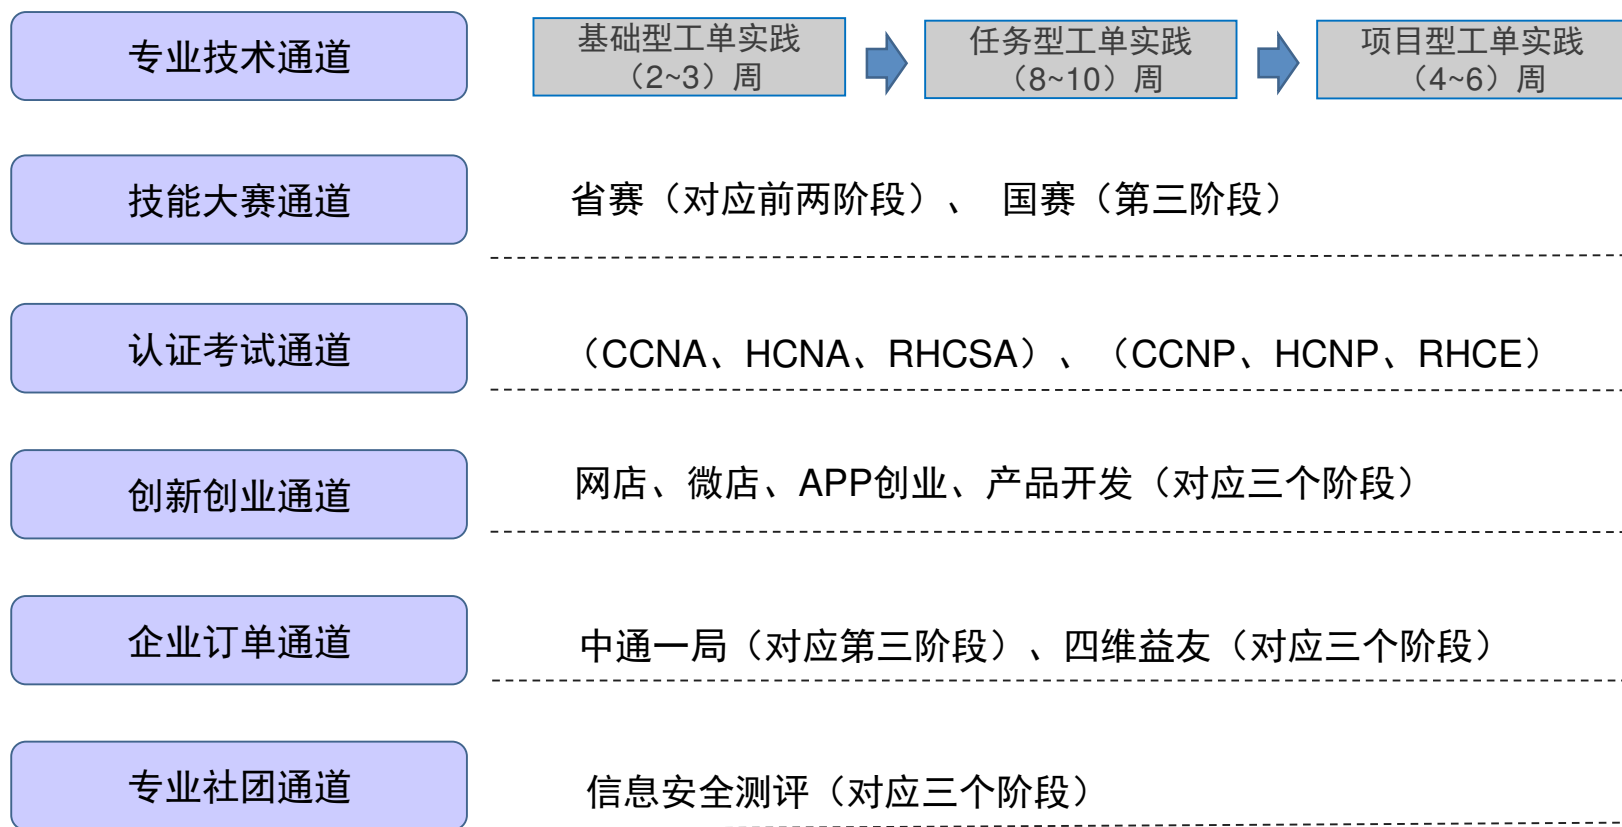 专业技术通道
基础型工单实践
（2~3）周
任务型工单实践
（8~10）周
项目型工单实践
（4~6）周
技能大赛通道
省赛（对应前两阶段）、 国赛（第三阶段）
认证考试通道
（CCNA、HCNA、RHCSA）、（CCNP、HCNP、RHCE）
创新创业通道
网店、微店、APP创业、产品开发（对应三个阶段）
企业订单通道
中通一局（对应第三阶段）、四维益友（对应三个阶段）
专业社团通道
信息安全测评（对应三个阶段）